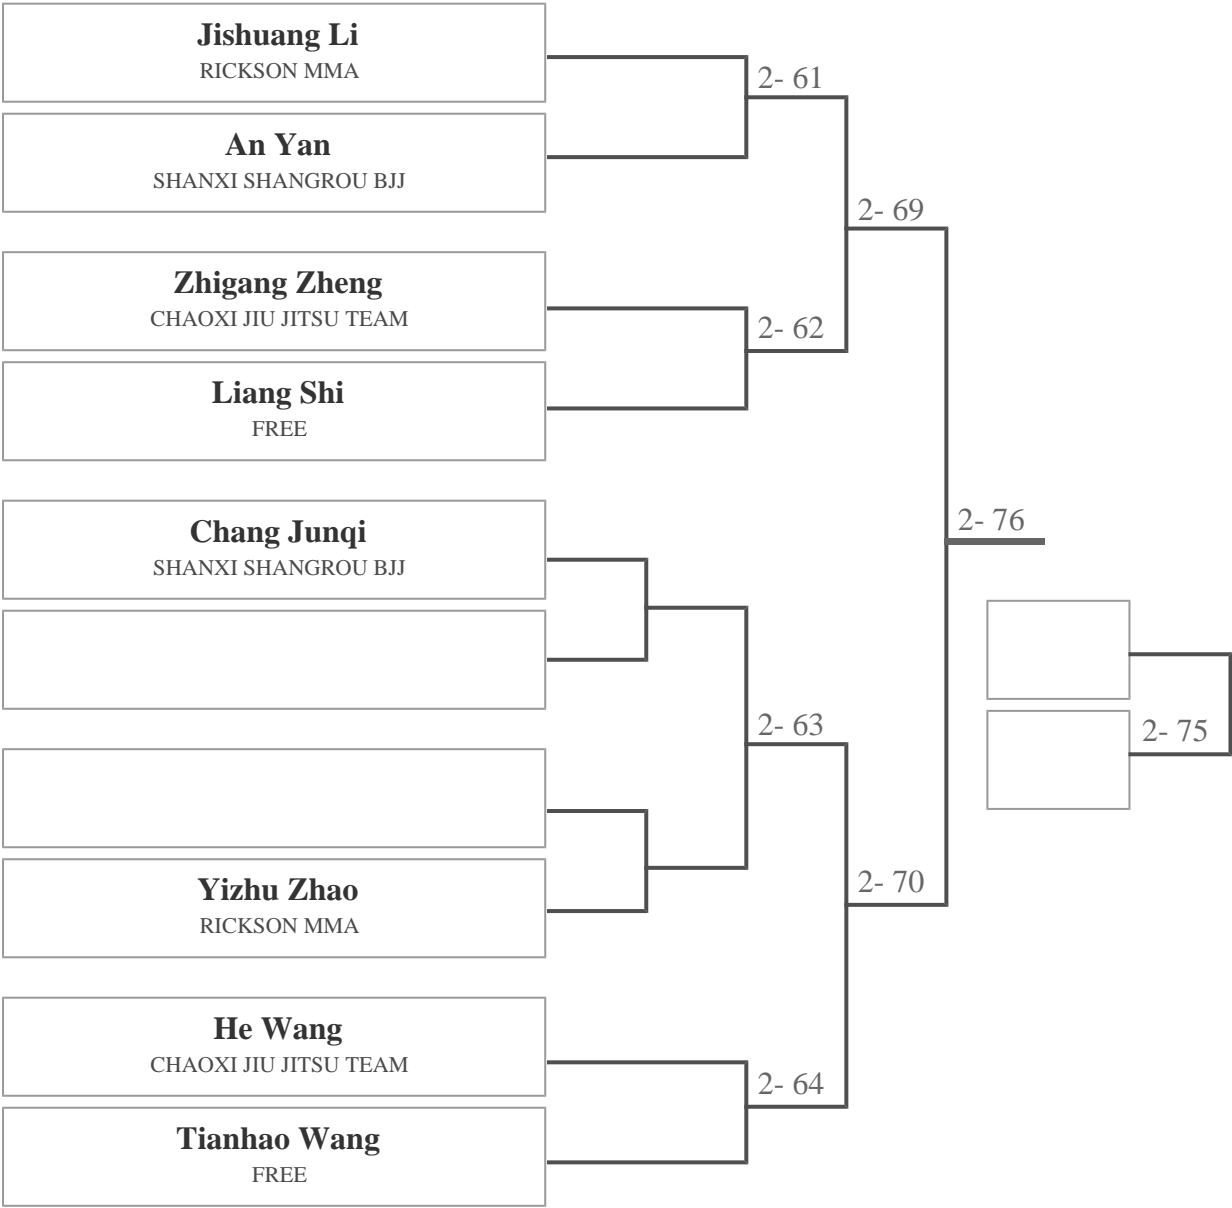 Jishuang Li
RICKSON MMA
2- 61
An Yan
SHANXI SHANGROU BJJ
2- 69
Zhigang Zheng
CHAOXI JIU JITSU TEAM
2- 62
Liang Shi
FREE
Chang Junqi
SHANXI SHANGROU BJJ
2- 76
2- 63
2- 75
Yizhu Zhao
RICKSON MMA
2- 70
He Wang
CHAOXI JIU JITSU TEAM
2- 64
Tianhao Wang
FREE